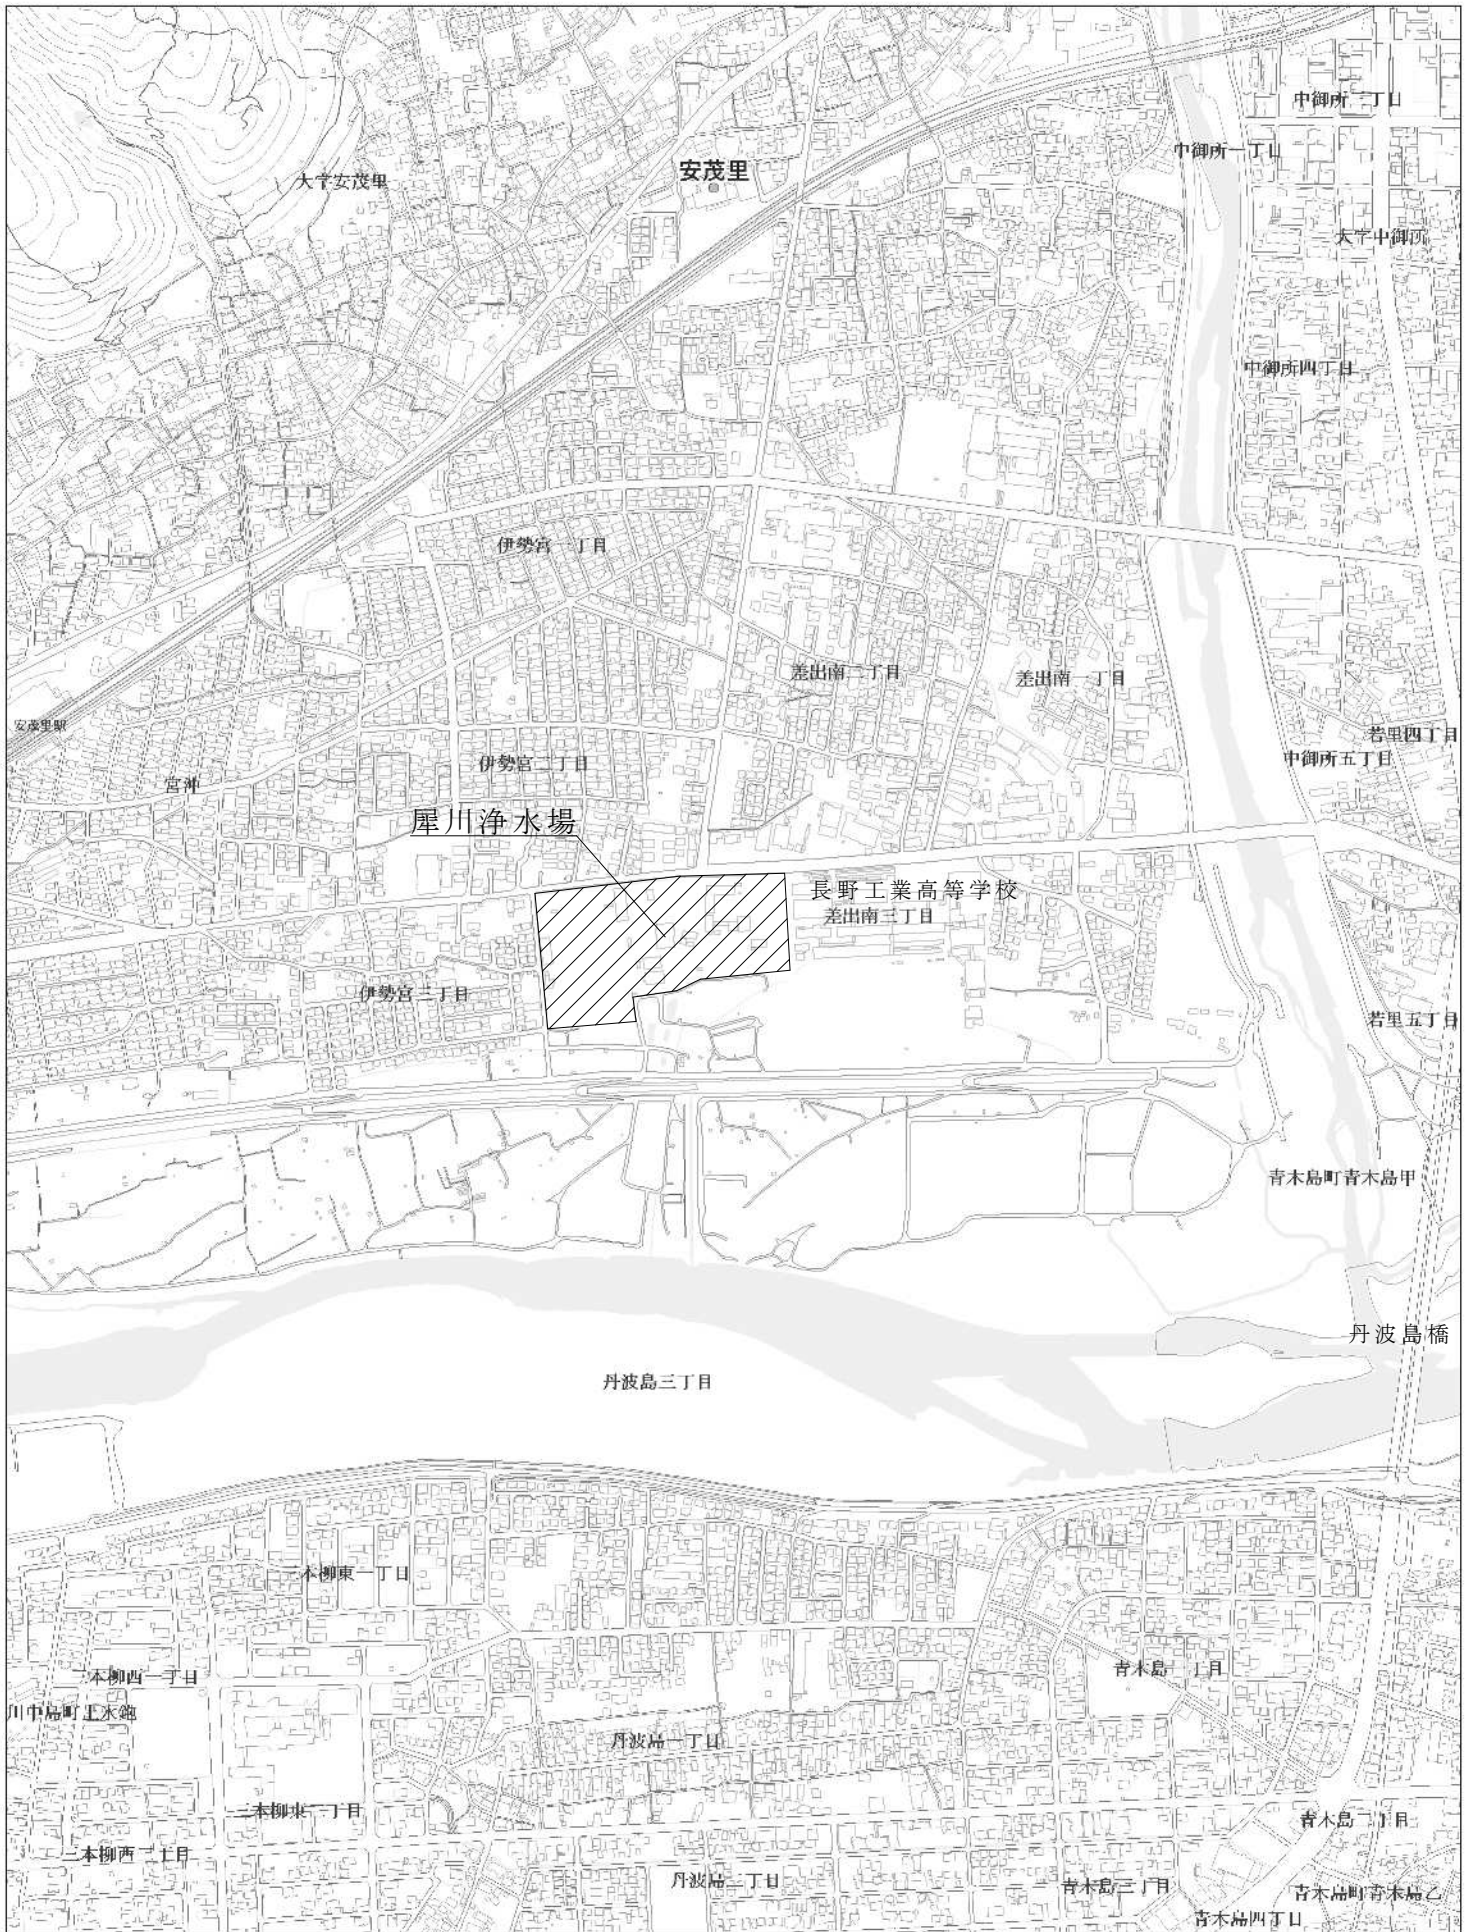 中御所二丁目
中御所一丁目
安茂里
大字安茂里
大字中御所
中御所四丁目
伊勢宮一丁目
差出南二丁目
差出南一丁目
安茂里駅
若里四丁目
中御所五丁目
伊勢宮二丁目
宮沖
犀川浄水場
長野工業高等学校
差出南三丁目
伊勢宮三丁目
若里五丁目
青木島町青木島甲
丹波島橋
丹波島三丁目
二本柳東一丁目
青木島一丁目
二本柳西一丁目
川中島町上氷鉋
丹波島一丁目
二本柳東二丁目
青木島二丁目
二本柳西二丁目
丹波島二丁目
青木島三丁目
青木島町青木島乙
青木島四丁目